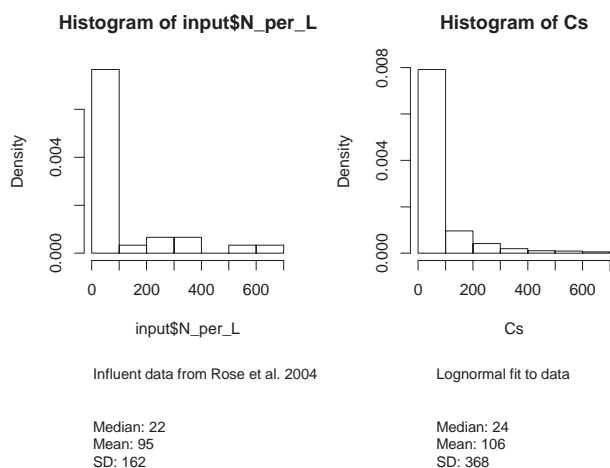 Histogram of input$N_per_L
Density
0.004
0.000
0 200 400 600
input$N_per_L
Influent data from Rose et al. 2004
Median: 22
Mean: 95
SD: 162
Histogram of Cs
Density
0.008
0.004
0.000
0 200 400 600
Cs
Lognormal fit to data
Median: 24
Mean: 106
SD: 368